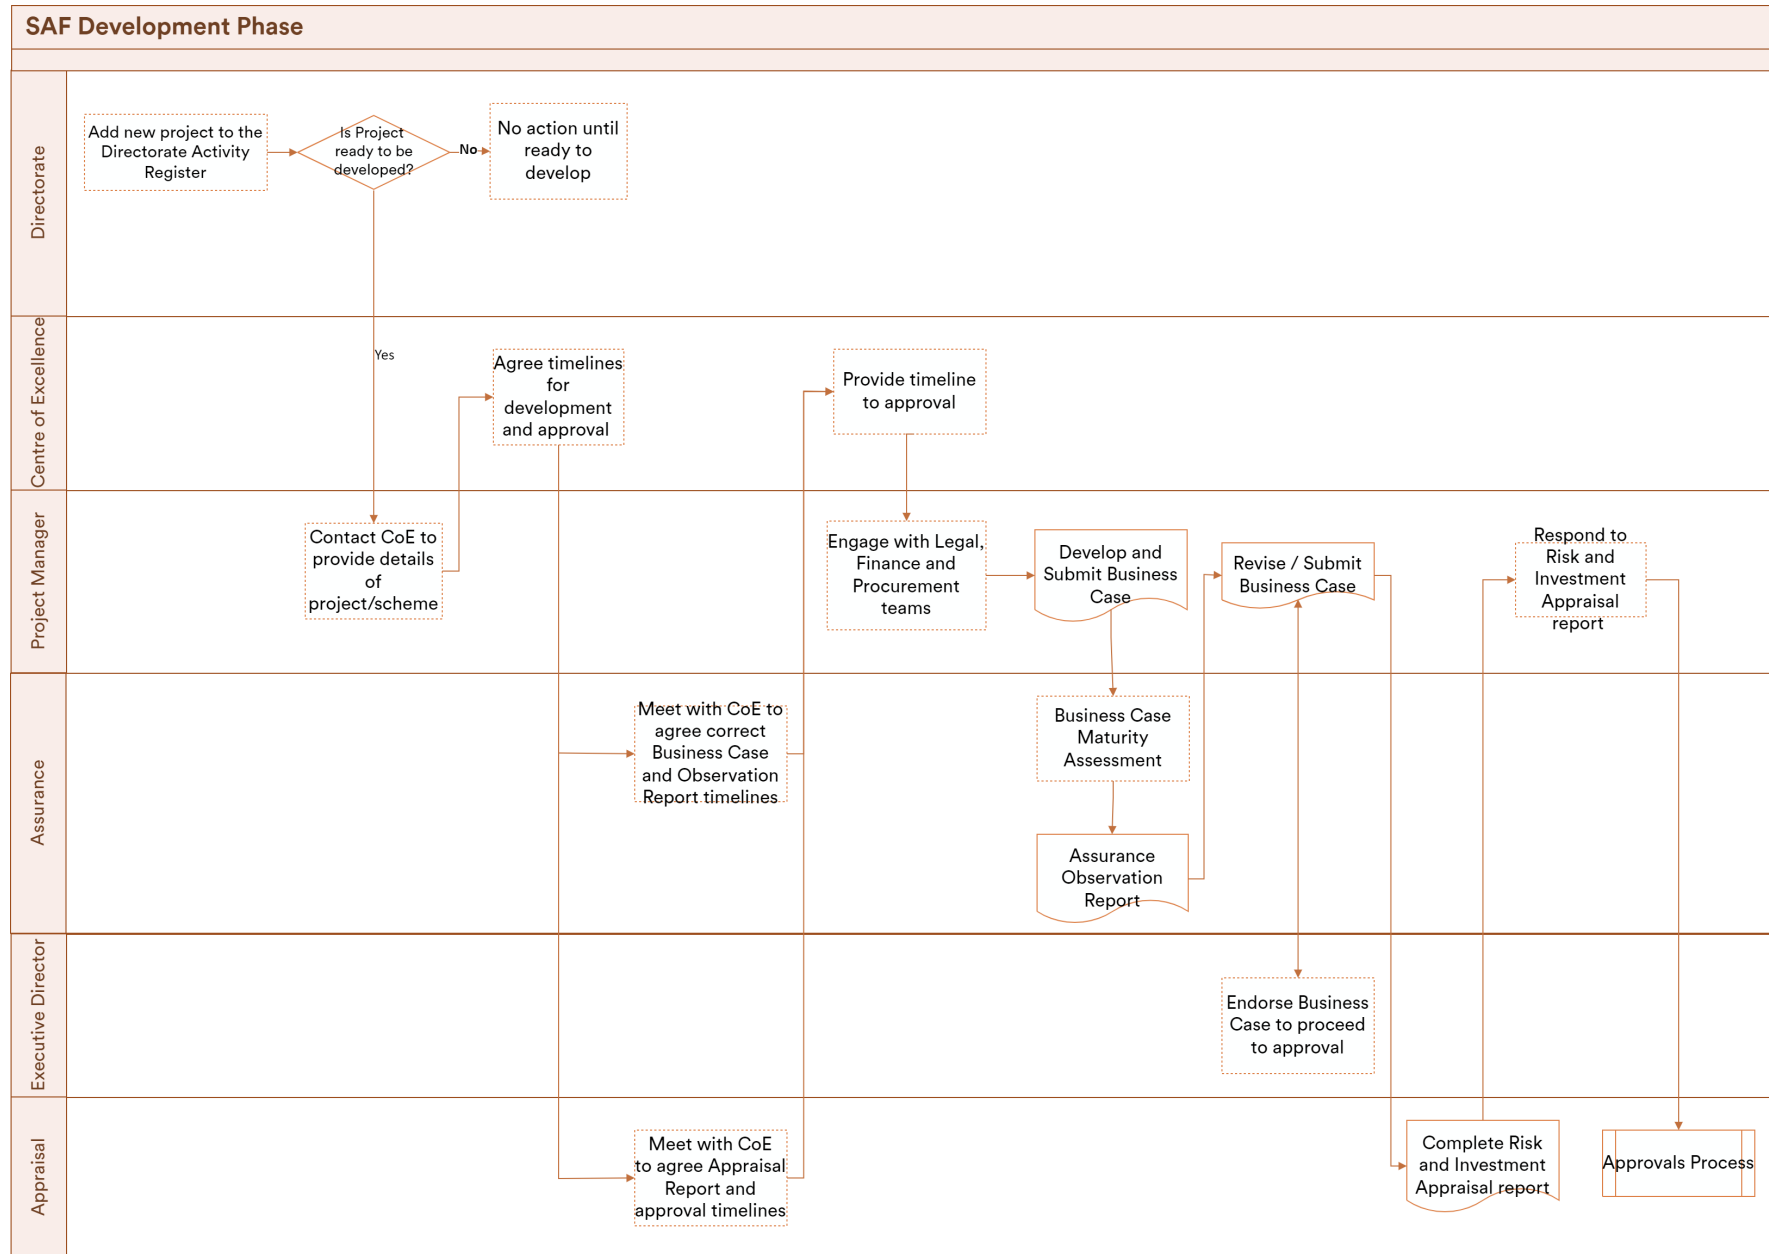 SAF Development Phase
Directorate
Add new project to the
Directorate Activity
Register
Is Project
ready to be
developed?
No
No action until
ready to
develop
Centre of Excellence
Yes
Agree timelines
for
development
and approval
Provide timeline
to approval
Project Manager
Contact CoE to
provide details
of
project/scheme
Engage with Legal,
Finance and
Procurement
teams
Develop and
Submit Business
Case
Revise / Submit
Business Case
Respond to
Risk and
Investment
Appraisal
report
Assurance
Meet with CoE to
agree correct
Business Case
and Observation
Report timelines
Business Case
Maturity
Assessment
Assurance
Observation
Report
Executive Director
Endorse Business
Case to proceed
to approval
Appraisal
Meet with CoE
to agree Appraisal
Report and
approval timelines
Complete Risk
and Investment
Appraisal report
Approvals Process